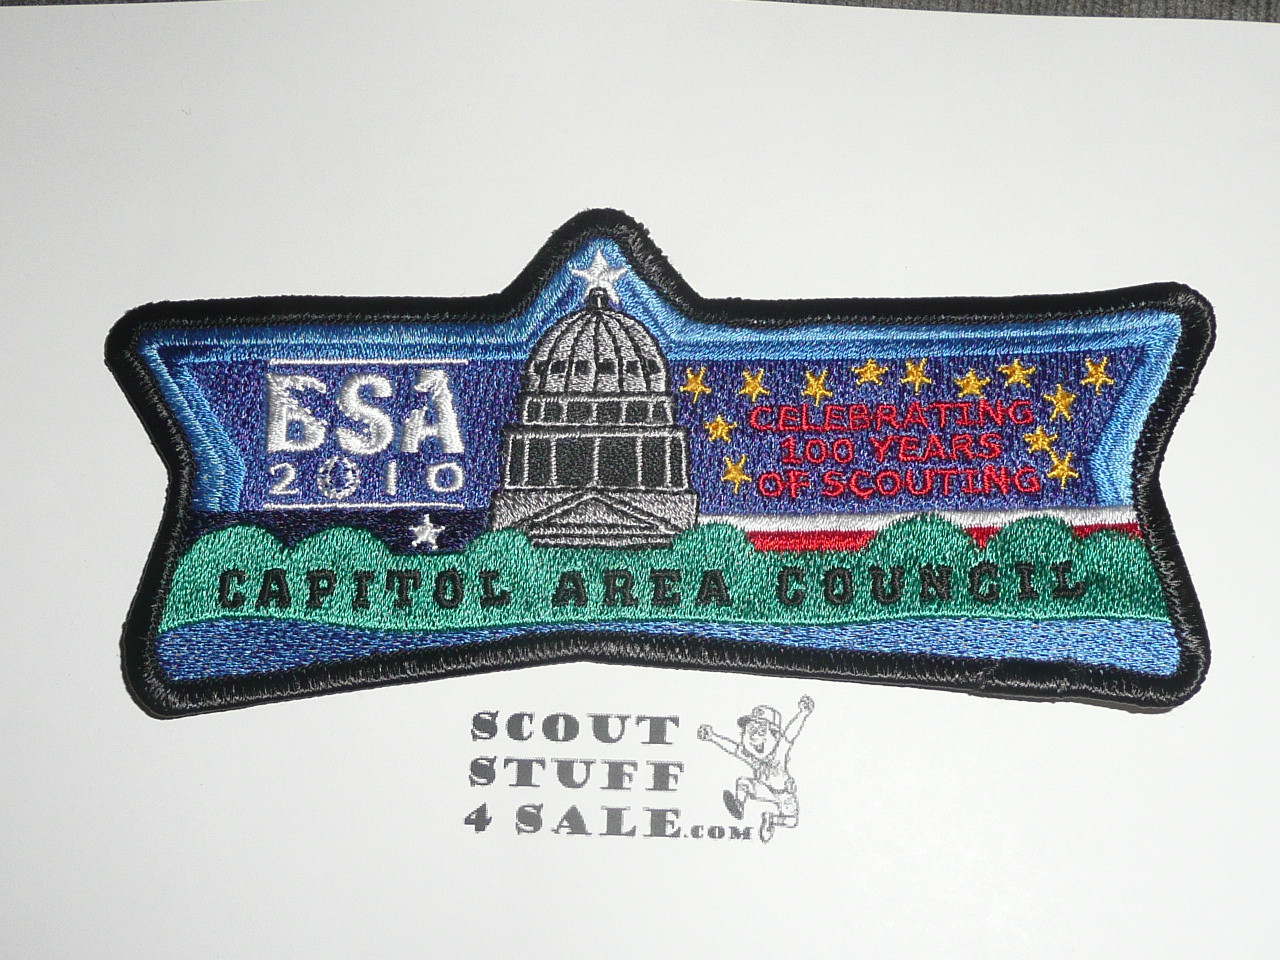 BSA
2010
CELEBRATING
100 YEARS
OF SCOUTING
CAPITOL AREA COUNCIL
SCOUT
STUFF
4 SALE.COM